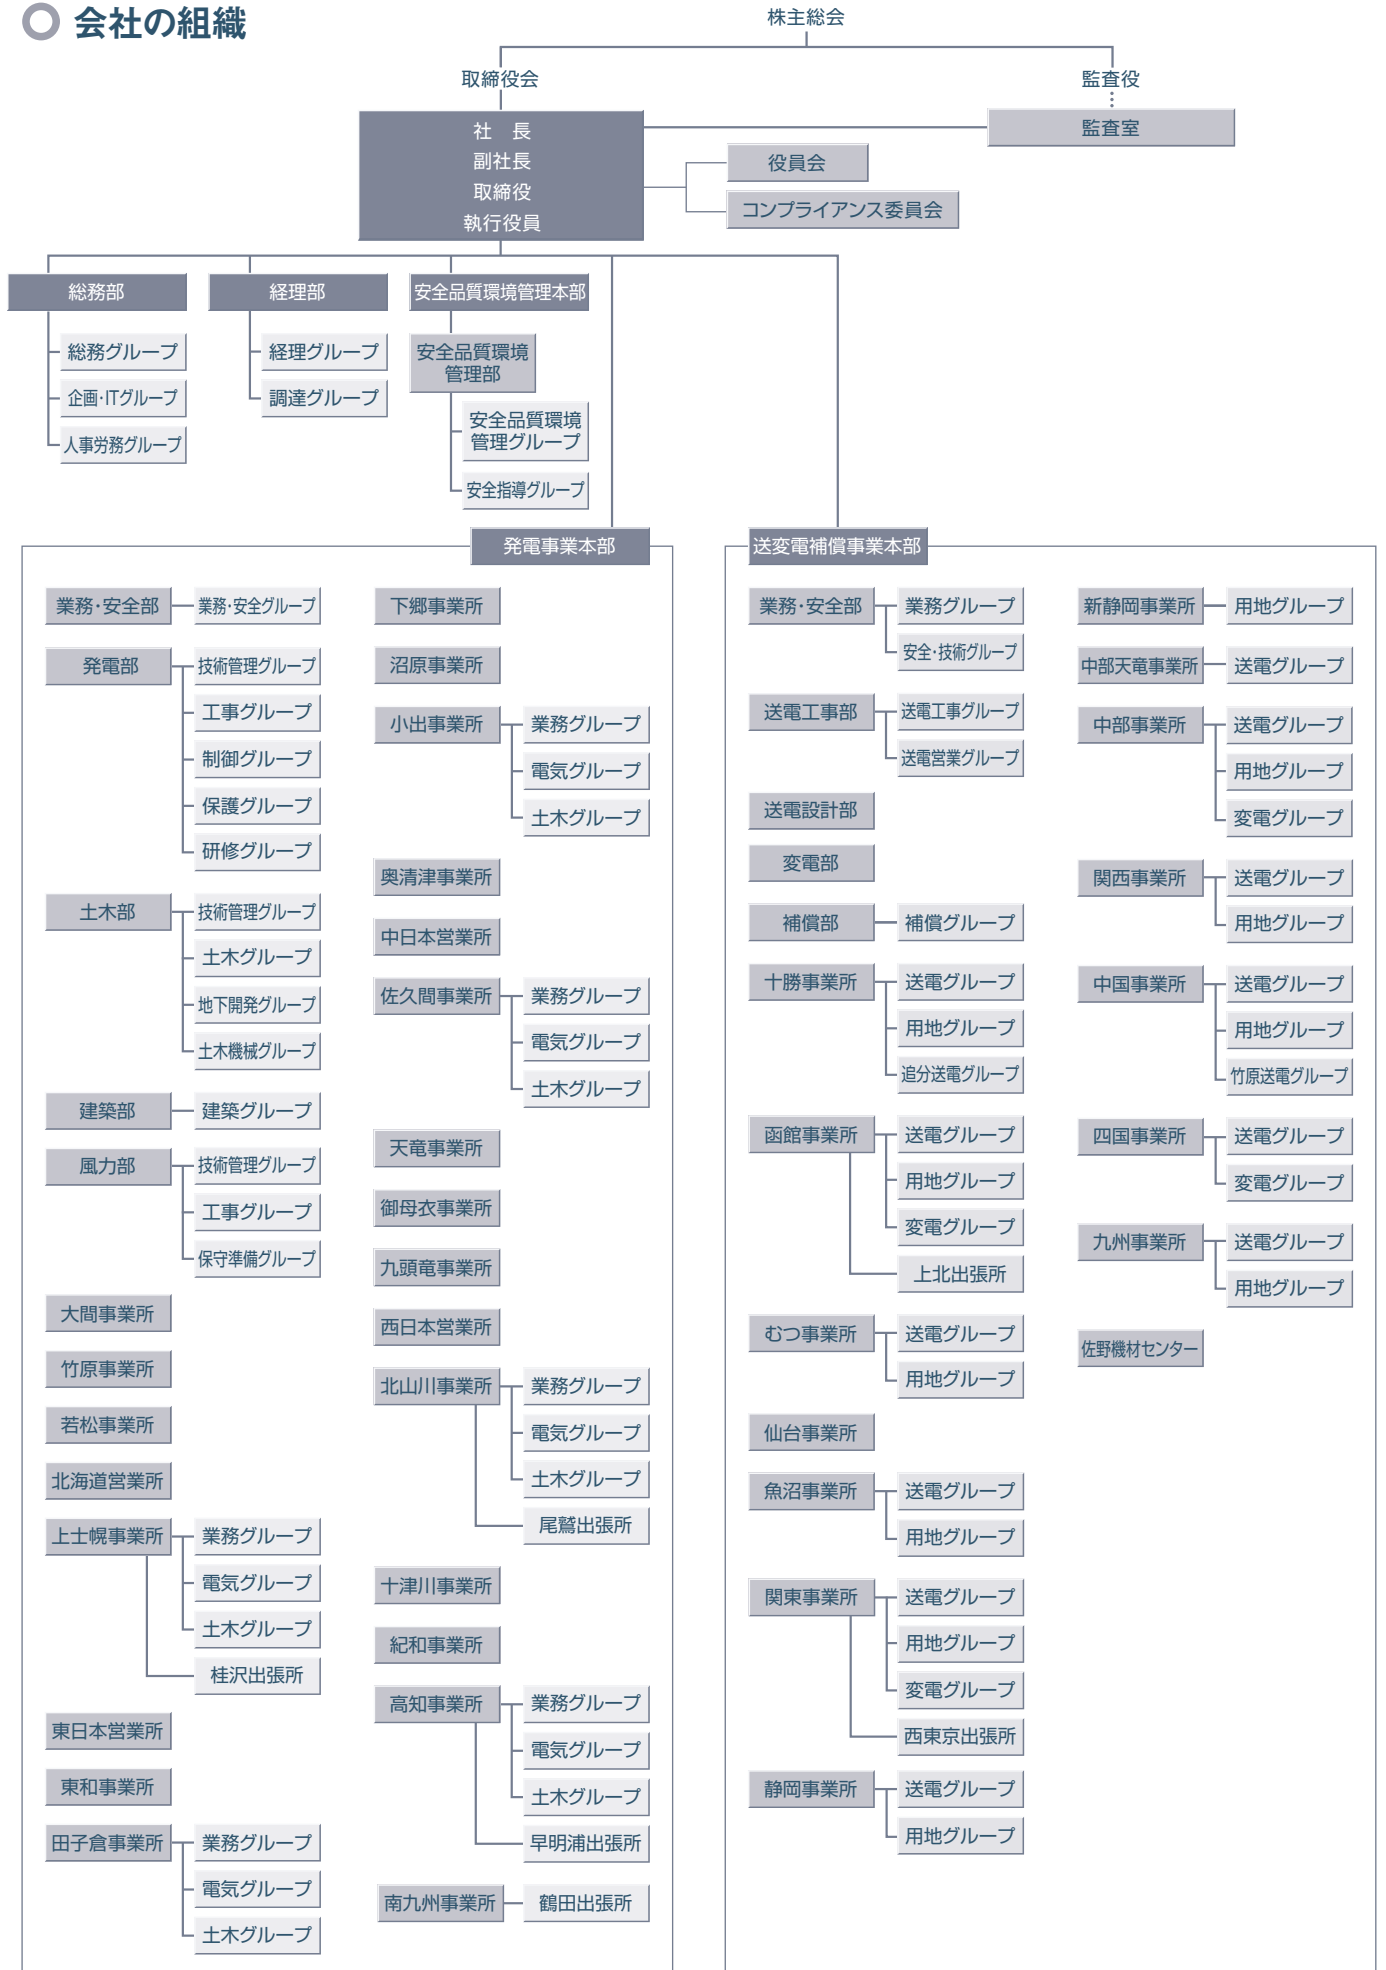 会社の組織
株主総会
取締役会
監査役
社　長
副社長
取締役
執行役員
監査室
役員会
コンプライアンス委員会
総務部
総務グループ
企画・ITグループ
人事労務グループ
経理部
経理グループ
調達グループ
安全品質環境管理本部
安全品質環境
管理部
安全品質環境
管理グループ
安全指導グループ
発電事業本部
業務・安全部
業務・安全グループ
発電部
技術管理グループ
工事グループ
制御グループ
保護グループ
研修グループ
土木部
技術管理グループ
土木グループ
地下開発グループ
土木機械グループ
建築部
建築グループ
風力部
技術管理グループ
工事グループ
保守準備グループ
大間事業所
竹原事業所
若松事業所
北海道営業所
上士幌事業所
業務グループ
電気グループ
土木グループ
桂沢出張所
東日本営業所
東和事業所
田子倉事業所
業務グループ
電気グループ
土木グループ
下郷事業所
沼原事業所
小出事業所
業務グループ
電気グループ
土木グループ
奥清津事業所
中日本営業所
佐久間事業所
業務グループ
電気グループ
土木グループ
天竜事業所
御母衣事業所
九頭竜事業所
西日本営業所
北山川事業所
業務グループ
電気グループ
土木グループ
尾鷲出張所
十津川事業所
紀和事業所
高知事業所
業務グループ
電気グループ
土木グループ
早明浦出張所
南九州事業所
鶴田出張所
送変電補償事業本部
業務・安全部
業務グループ
安全・技術グループ
送電工事部
送電工事グループ
送電営業グループ
送電設計部
変電部
補償部
補償グループ
十勝事業所
送電グループ
用地グループ
追分送電グループ
函館事業所
送電グループ
用地グループ
変電グループ
上北出張所
むつ事業所
送電グループ
用地グループ
仙台事業所
魚沼事業所
送電グループ
用地グループ
関東事業所
送電グループ
用地グループ
変電グループ
西東京出張所
静岡事業所
送電グループ
用地グループ
新静岡事業所
用地グループ
中部天竜事業所
送電グループ
中部事業所
送電グループ
用地グループ
変電グループ
関西事業所
送電グループ
用地グループ
中国事業所
送電グループ
用地グループ
竹原送電グループ
四国事業所
送電グループ
変電グループ
九州事業所
送電グループ
用地グループ
佐野機材センター